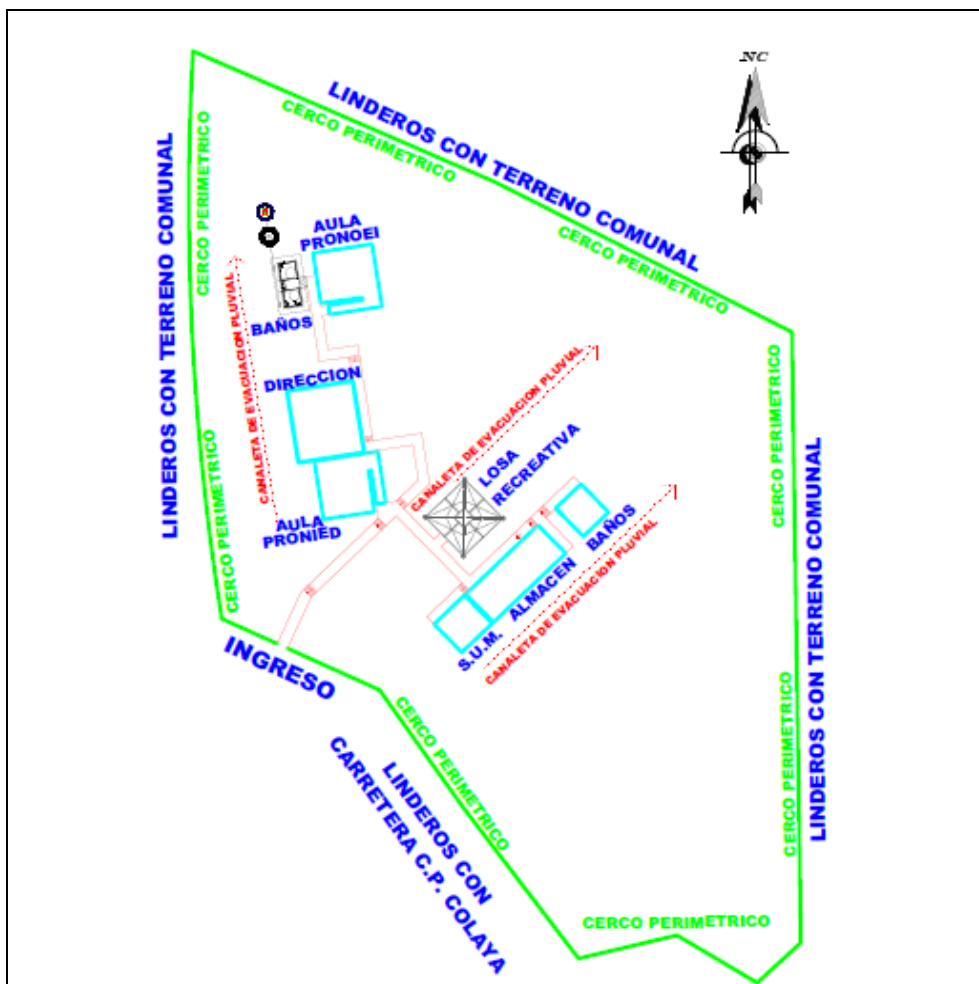 NC
LINDEROS CON TERRENO COMUNAL
CERCO PERIMETRICO
LINDEROS CON TERRENO COMUNAL
CERCO PERIMETRICO
CERCO PERIMETRICO
AULA
PRONOEI
BAÑOS
CANALETA DE EVACUACION PLUVIAL
DIRECCION
CERCO PERIMETRICO
AULA
PRONIED
CANALETA DE EVACUACION PLUVIAL
LOSA
RECREATIVA
BAÑOS
ALMACEN
S.U.M.
CANALETA DE EVACUACION PLUVIAL
CERCO PERIMETRICO
LINDEROS CON TERRENO COMUNAL
CERCO PERIMETRICO
INGRESO
CERCO PERIMETRICO
LINDEROS CON
CARRETERA C.P. COLAYA
CERCO PERIMETRICO